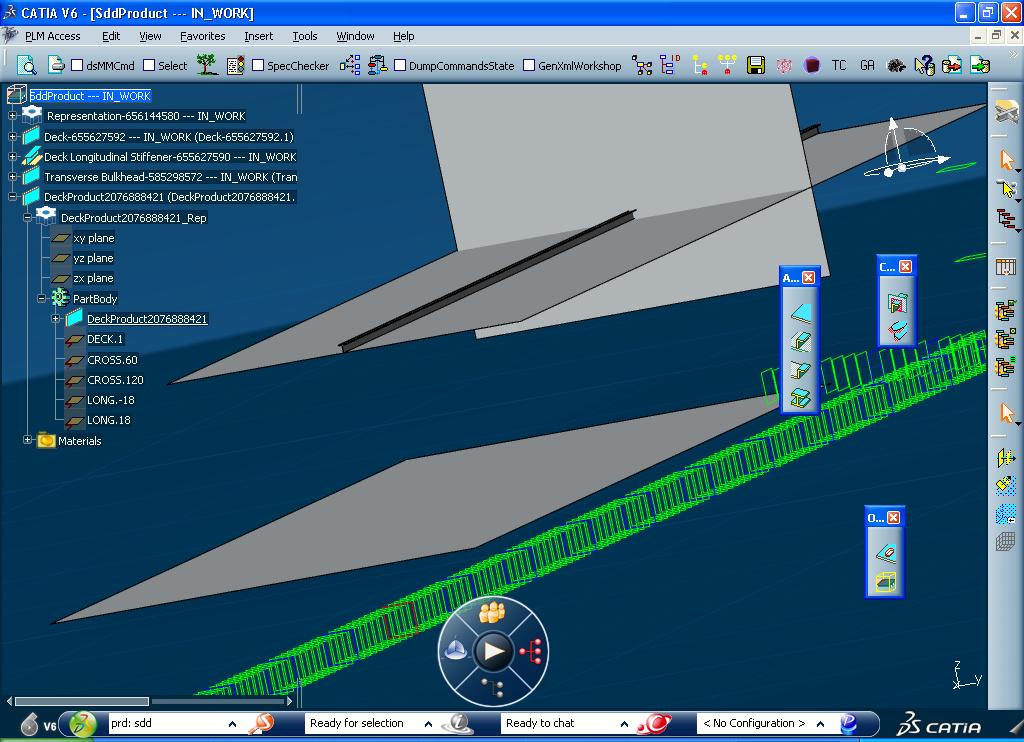 CATIA V6 - [SddProduct --- IN_WORK]
PLM Access Edit View Favorites Insert Tools Window Help
dsMMCmd Select SpecChecker DumpCommandsState GenXmlWorkshop TC GA
SddProduct --- IN_WORK
Representation-656144580 --- IN_WORK
Deck-655627592 --- IN_WORK (Deck-655627592.1)
Deck Longitudinal Stiffener-655627590 --- IN_WORK
Transverse Bulkhead-585298572 --- IN_WORK (Tran
DeckProduct2076888421 (DeckProduct2076888421.
DeckProduct2076888421_Rep
xy plane
yz plane
zx plane
PartBody
DeckProduct2076888421
DECK.1
CROSS.60
CROSS.120
LONG.-18
LONG.18
Materials
A...
C...
O...
z
x y
V6 prd: sdd Ready for selection Ready to chat < No Configuration > CATIA